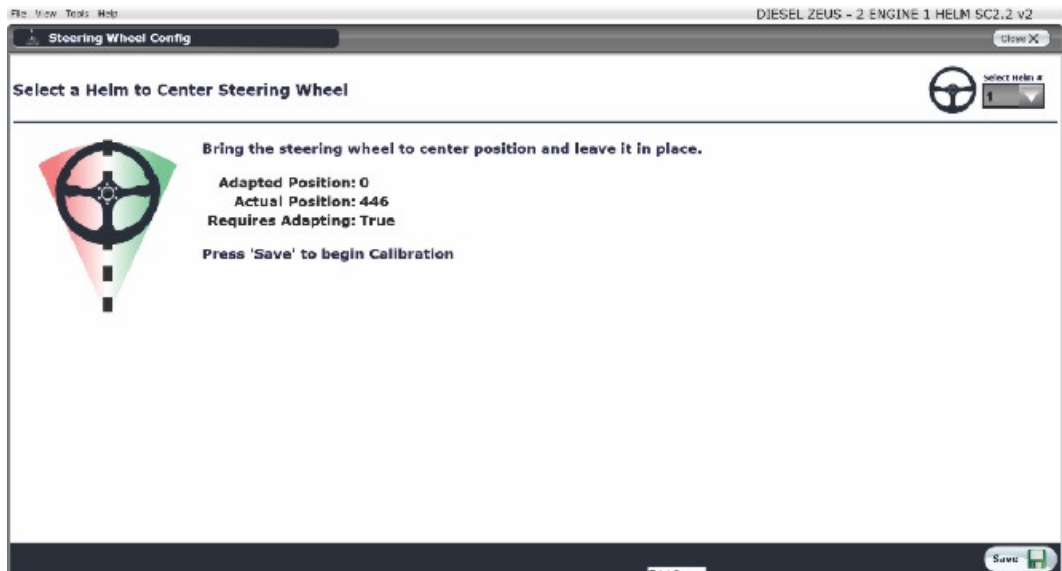 File View Tools Help
DIESEL ZEUS - 2 ENGINE 1 HELM SC2.2 v2
Steering Wheel Config
Close X
Select a Helm to Center Steering Wheel
Select Helm #
1
Bring the steering wheel to center position and leave it in place.
Adapted Position: 0
Actual Position: 446
Requires Adapting: True
Press 'Save' to begin Calibration
Save